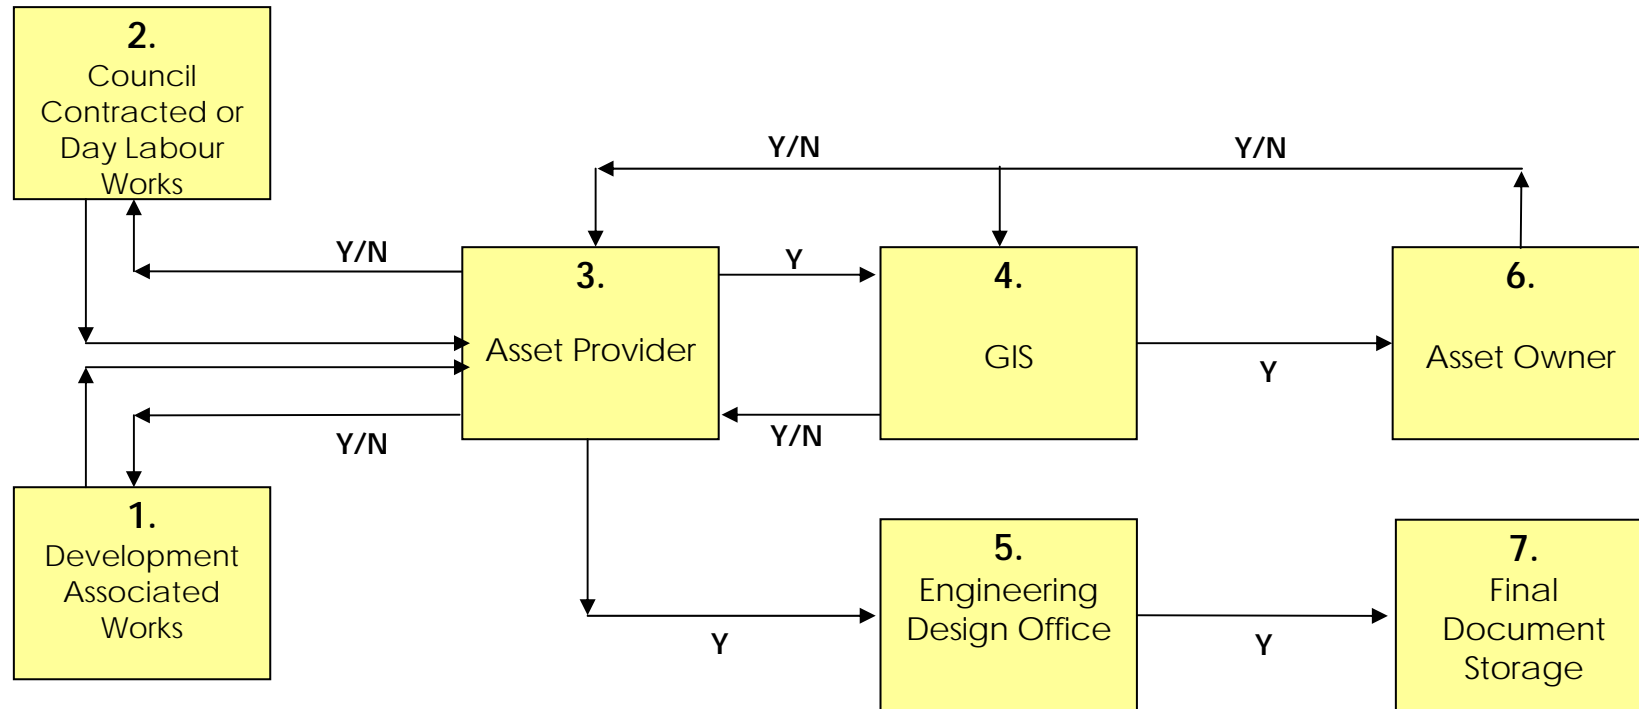 2.
Council
Contracted or
Day Labour
Works
Y/N
Y/N
Y/N
Y
3.
Asset Provider
4.
GIS
6.
Asset Owner
Y
Y/N
Y/N
1.
Development
Associated
Works
5.
Engineering
Design Office
7.
Final
Document
Storage
Y
Y